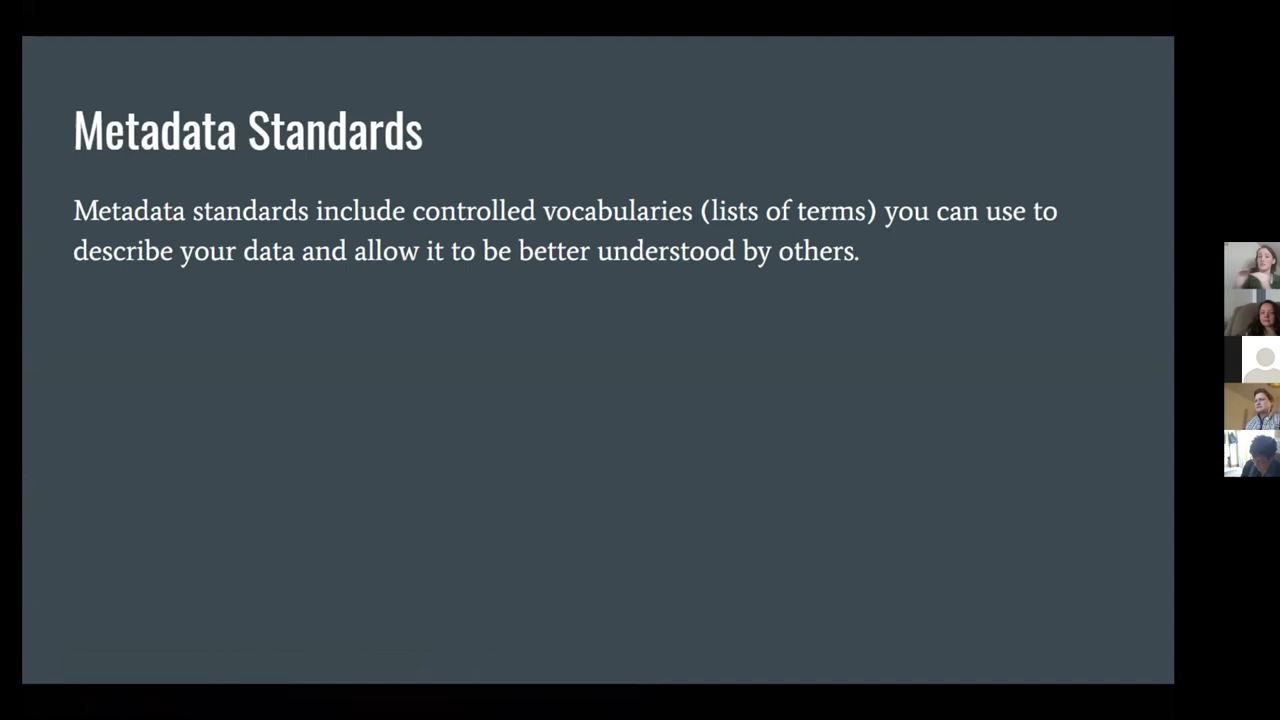 Metadata Standards
Metadata standards include controlled vocabularies (lists of terms) you can use to
describe your data and allow it to be better understood by others.